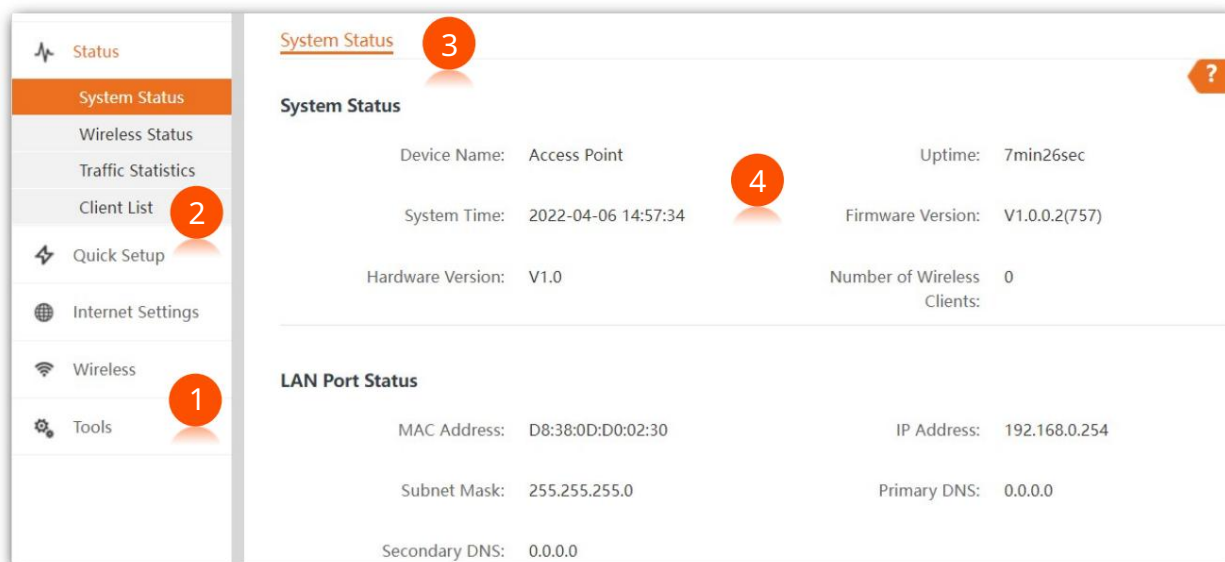 Status
System Status
Wireless Status
Traffic Statistics
Client List
2
Quick Setup
Internet Settings
Wireless
1
Tools
System Status
3
?
System Status
Device Name: Access Point
Uptime: 7min26sec
4
System Time: 2022-04-06 14:57:34
Firmware Version: V1.0.0.2(757)
Hardware Version: V1.0
Number of Wireless
Clients:
0
LAN Port Status
MAC Address: D8:38:0D:D0:02:30
IP Address: 192.168.0.254
Subnet Mask: 255.255.255.0
Primary DNS: 0.0.0.0
Secondary DNS: 0.0.0.0